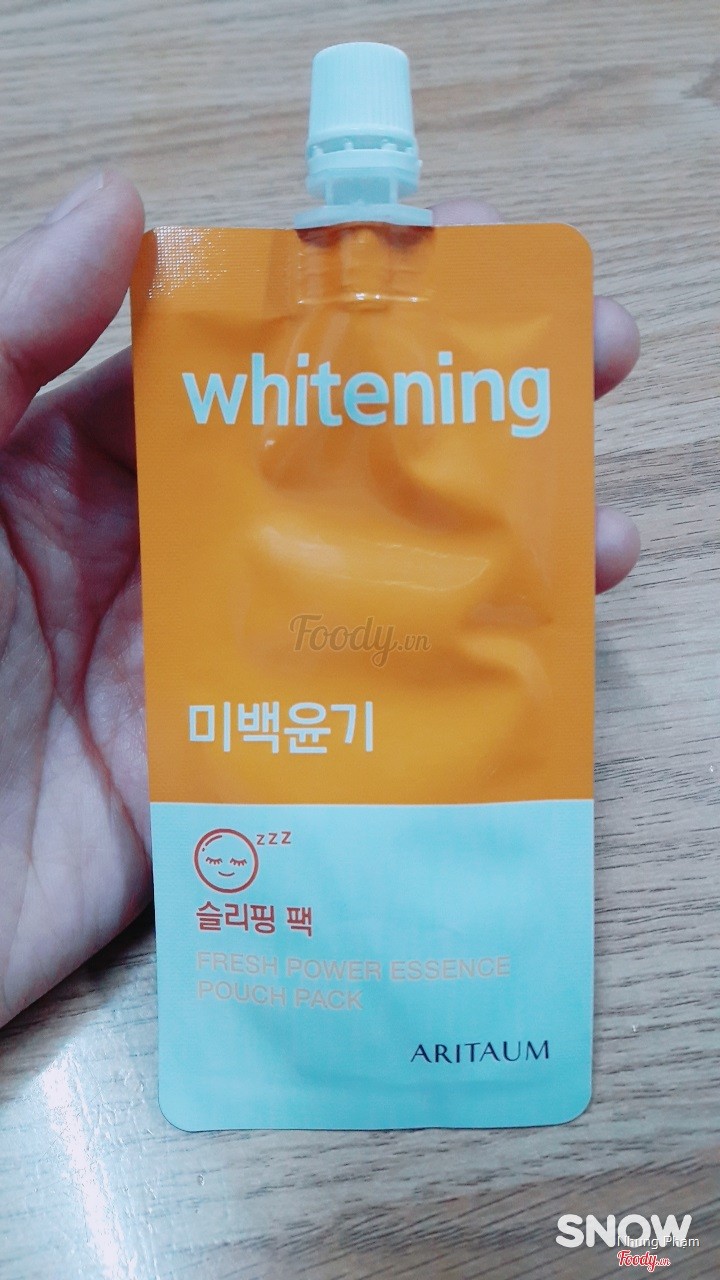 whitening
Foody.vn
미백윤기
zzz
슬리핑 팩
FRESH POWER ESSENCE
POUCH PACK
ARITAUM
SNOW
Nhung Pham
Foody.vn